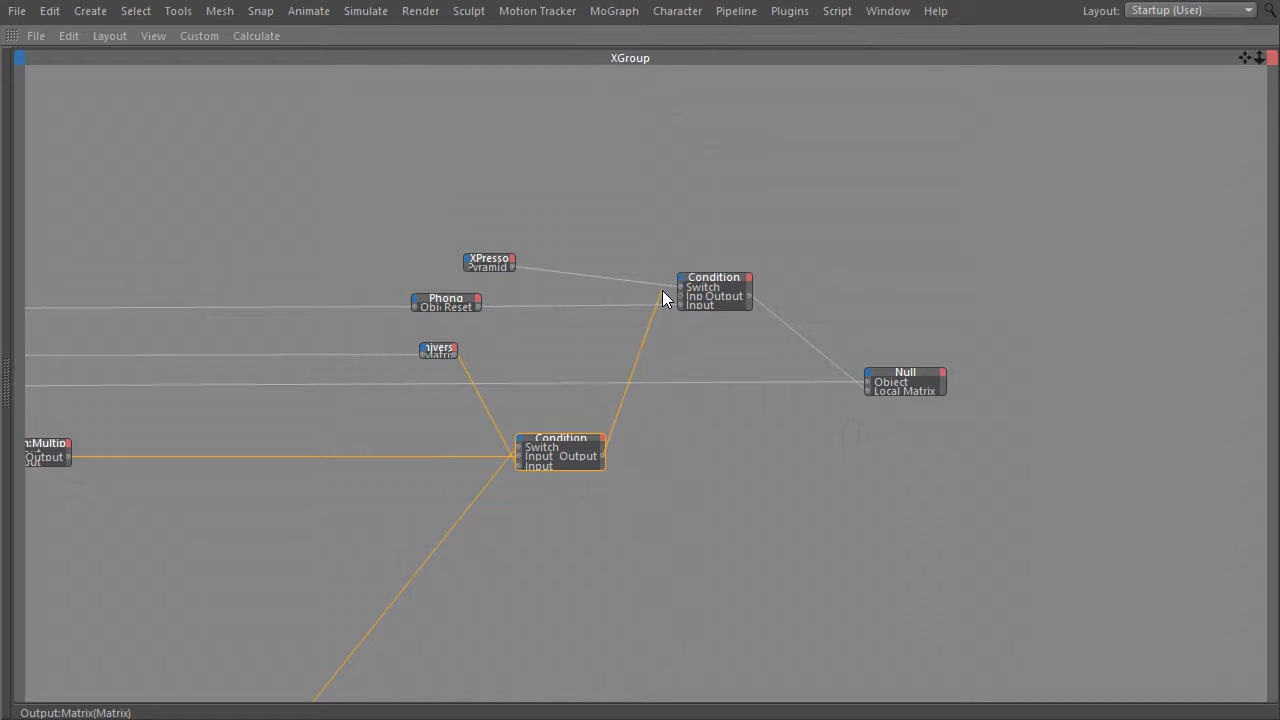 File Edit Create Select Tools Mesh Snap Animate Simulate Render Sculpt Motion Tracker MoGraph Character Pipeline Plugins Script Window Help Layout: Startup (User)
File Edit Layout View Custom Calculate
XGroup
XPresso
Pyramid
Condition
Switch
Inp Output
Input
Phong
Obj Reset
Null
Object
Local Matrix
Condition
Switch
Input Output
Input
Output
Output:Matrix(Matrix)